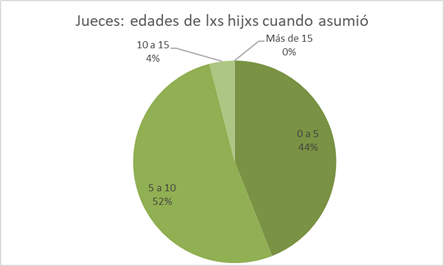 Jueces: edades de lxs hijxs cuando asumió
10 a 15
4%
Más de 15
0%
0 a 5
44%
5 a 10
52%